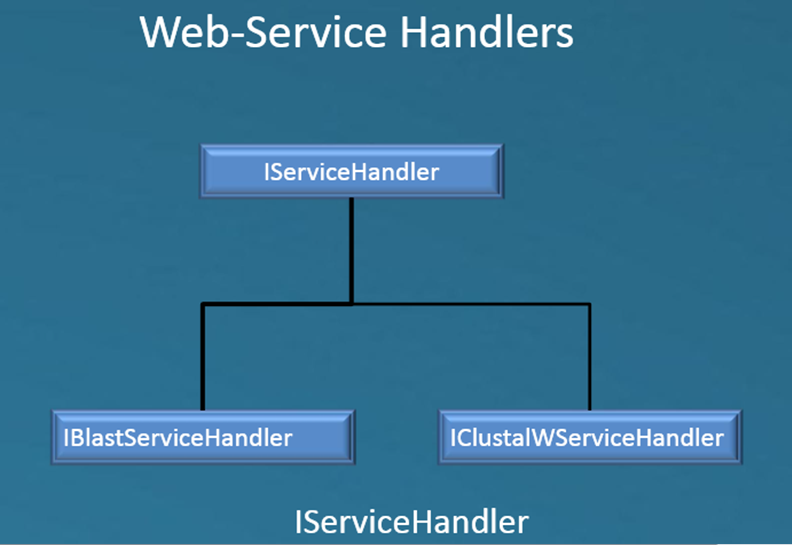 Web-Service Handlers
IServiceHandler
IBlastServiceHandler
IClustalWServiceHandler
IServiceHandler